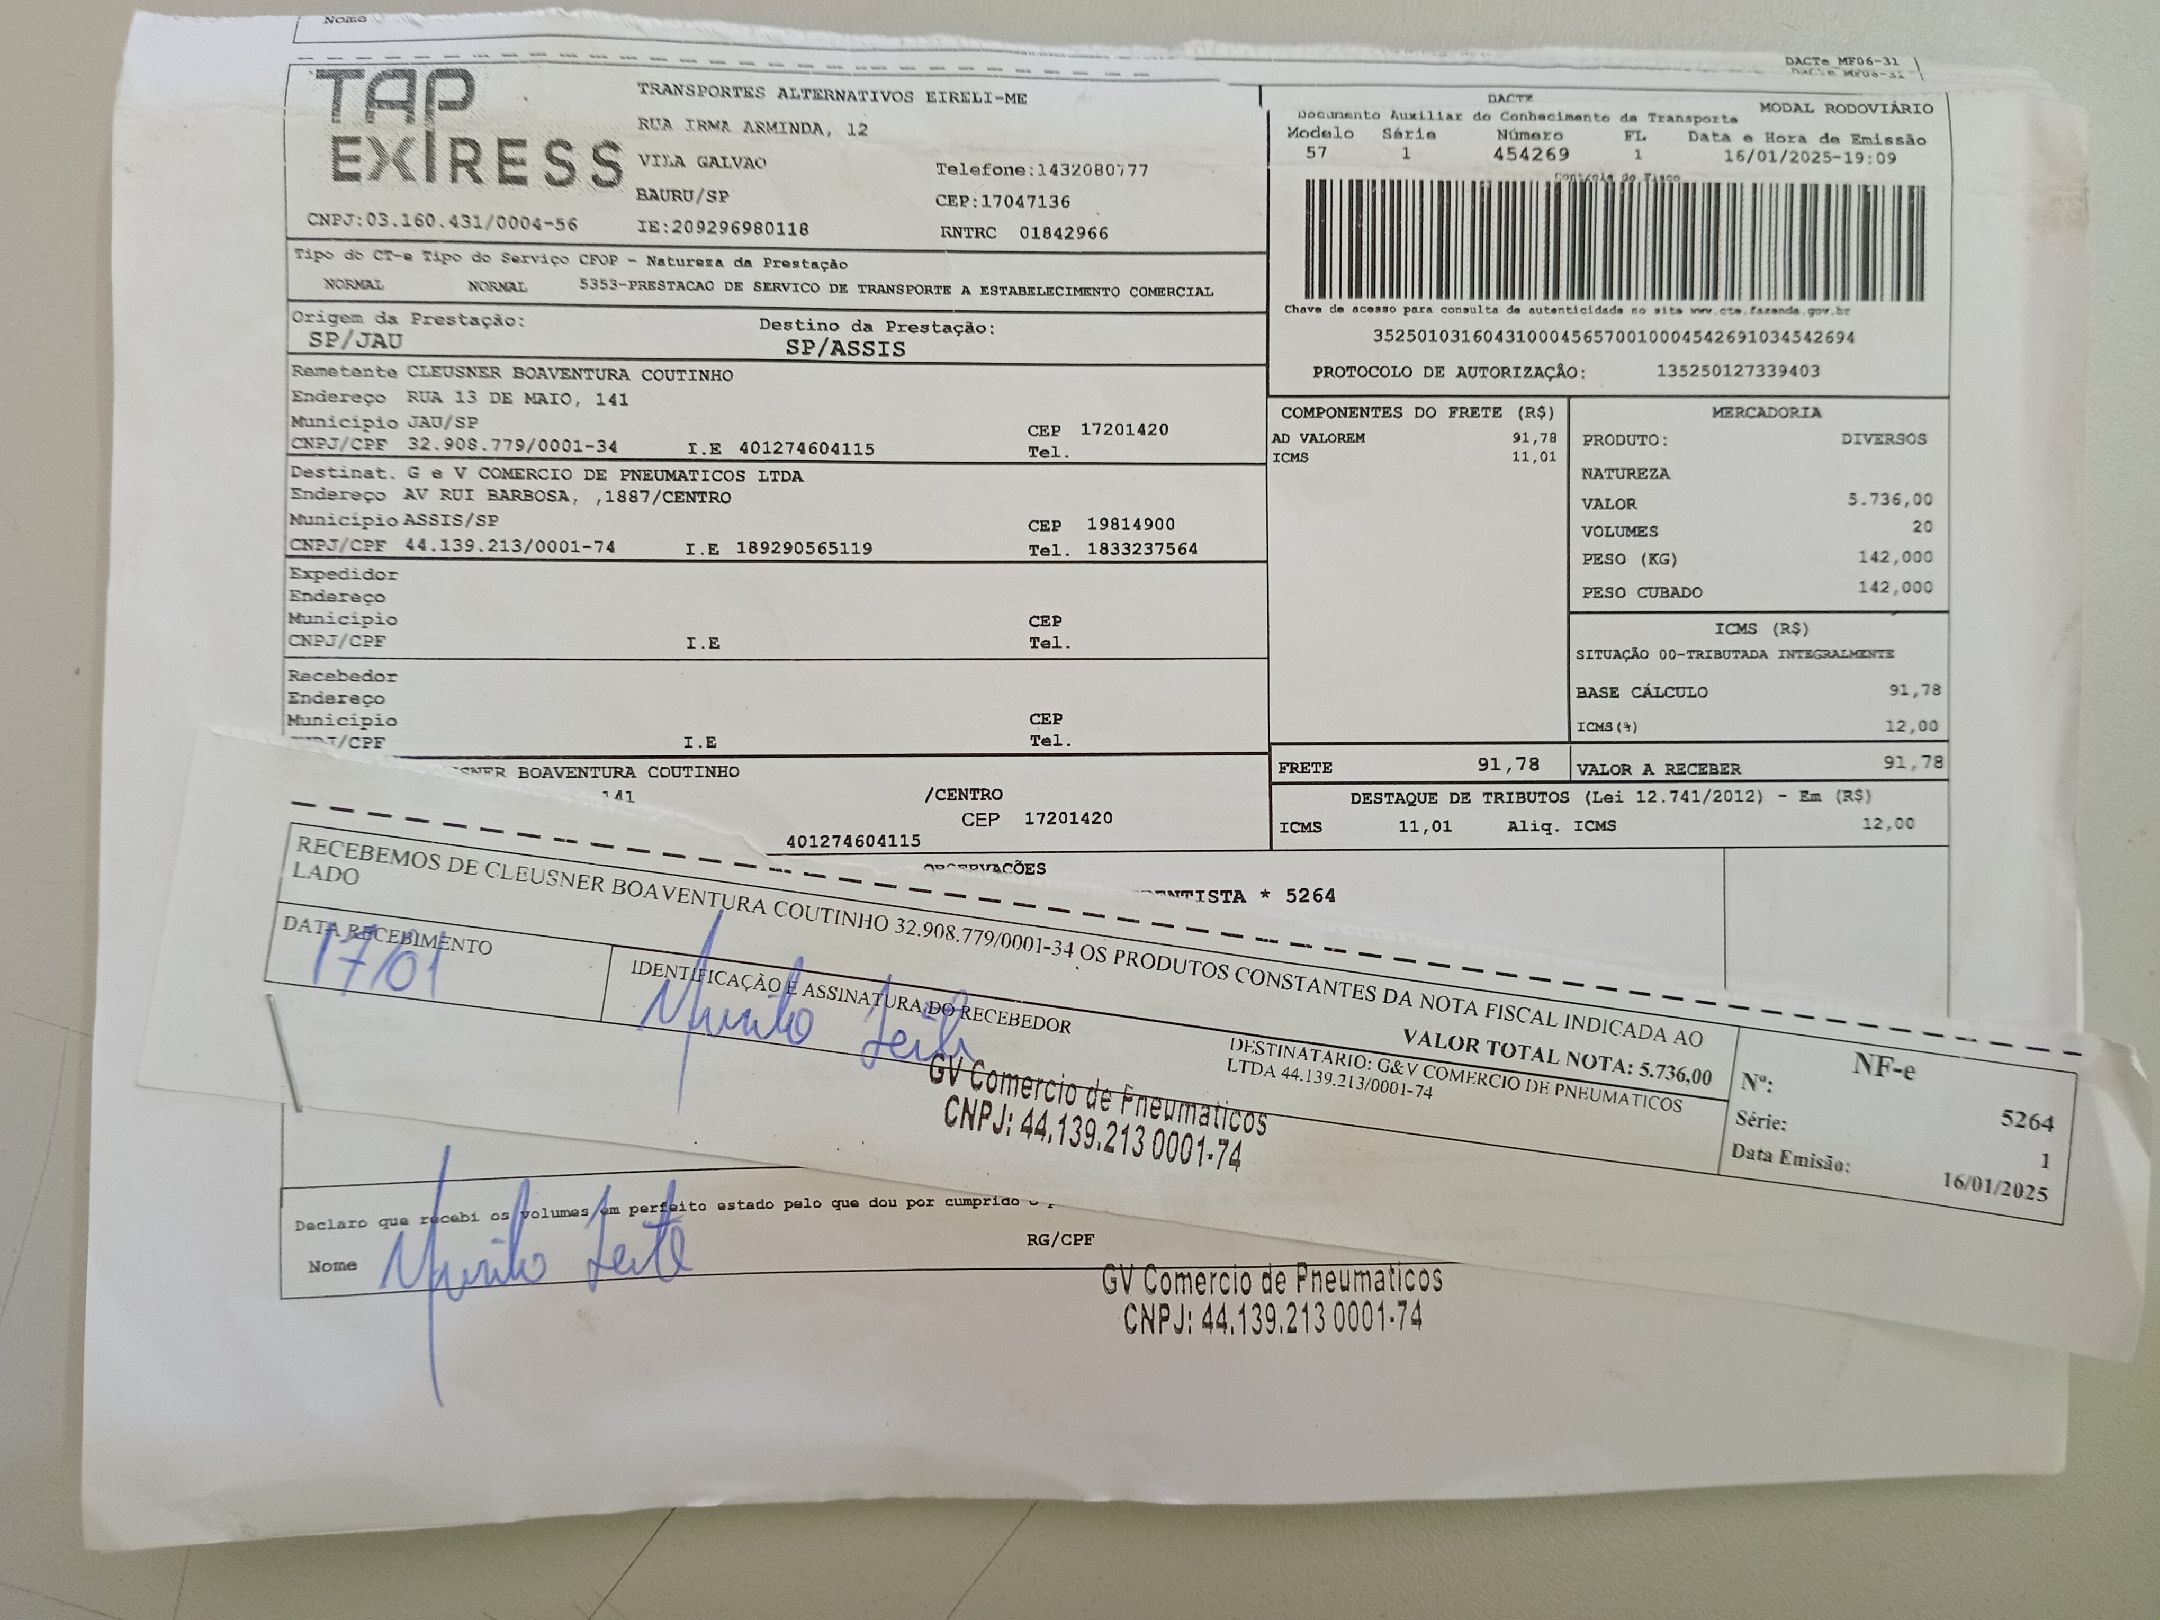 Nome
DACTe MF06-31
TAP
EXIRESS
CNPJ:03.160.431/0004-56
TRANSPORTES ALTERNATIVOS EIRELI-ME
RUA IRMA ARMINDA, 12
VILA GALVAO
BAURU/SP
IE:209296980118
Telefone:1432080777
CEP:17047136
RNTRC 01842966
DACTE
Documento Auxiliar do Conhecimento da Transporte
MODAL RODOVIÁRIO
Modelo Série Número FL Data e Hora de Emissão
57 1 454269 1 16/01/2025-19:09
Controle do Fisco
Chave de acesso para consulta de autenticidade no site www.cte.fazenda.gov.br
35250103160431000456570010004542691034542694
PROTOCOLO DE AUTORIZAÇÃO: 135250127339403
Tipo do CT-e Tipo do Serviço CFOP - Natureza da Prestação
NORMAL NORMAL 5353-PRESTACAO DE SERVICO DE TRANSPORTE A ESTABELECIMENTO COMERCIAL
Origem da Prestação: Destino da Prestação:
SP/JAU SP/ASSIS
Remetente CLEUSNER BOAVENTURA COUTINHO
Endereço RUA 13 DE MAIO, 141
Município JAU/SP CEP 17201420
CNPJ/CPF 32.908.779/0001-34 I.E 401274604115 Tel.
Destinat. G e V COMERCIO DE PNEUMATICOS LTDA
Endereço AV RUI BARBOSA, ,1887/CENTRO
Município ASSIS/SP CEP 19814900
CNPJ/CPF 44.139.213/0001-74 I.E 189290565119 Tel. 1833237564
Expedidor
Endereço
Município CEP
CNPJ/CPF I.E Tel.
Recebedor
Endereço
Município CEP
/CPF I.E Tel.
BOAVENTURA COUTINHO
141 /CENTRO
CEP 17201420
401274604115
COMPONENTES DO FRETE (R$)
AD VALOREM 91,78
ICMS 11,01
MERCADORIA
PRODUTO: DIVERSOS
NATUREZA
VALOR 5.736,00
VOLUMES 20
PESO (KG) 142,000
PESO CUBADO 142,000
ICMS (R$)
SITUAÇÃO 00-TRIBUTADA INTEGRALMENTE
BASE CÁLCULO 91,78
ICMS(%) 12,00
FRETE 91,78 VALOR A RECEBER 91,78
DESTAQUE DE TRIBUTOS (Lei 12.741/2012) - Em (R$)
ICMS 11,01 Aliq. ICMS 12,00
OBSERVAÇÕES
* 5264
RECEBEMOS DE CLEUSNER BOAVENTURA COUTINHO 32.908.779/0001-34 OS PRODUTOS CONSTANTES DA NOTA FISCAL INDICADA AO
LADO
VALOR TOTAL NOTA: 5.736,00
DATA RECEBIMENTO
17/01
IDENTIFICAÇÃO E ASSINATURA DO RECEBEDOR
Murilo Leite
DESTINATARIO: G&V COMERCIO DE PNEUMATICOS
LTDA 44.139.213/0001-74
NF-e
Nº: 5264
Série: 1
Data Emisão: 16/01/2025
GV Comercio de Pneumaticos
CNPJ: 44.139.213 0001-74
Declaro que recebi os volumes em perfeito estado pelo que dou por cumprido
Nome Murilo Leite RG/CPF
GV Comercio de Pneumaticos
CNPJ: 44.139.213 0001-74